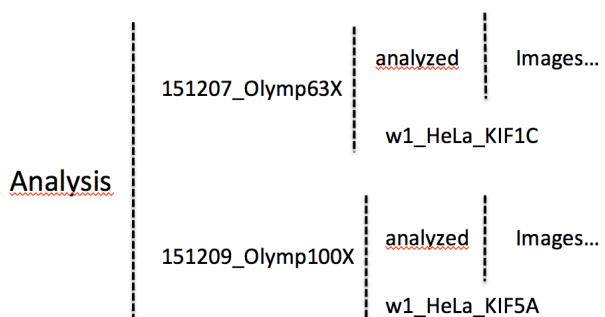 analyzed
Images...
151207_Olymp63X
w1_HeLa_KIF1C
Analysis
analyzed
Images...
151209_Olymp100X
w1_HeLa_KIF5A